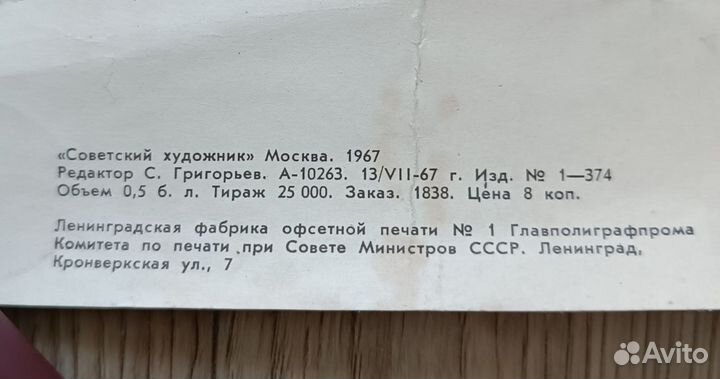 «Советский художник» Москва. 1967
Редактор С. Григорьев. А-10263. 13/VII-67 г. Изд. № 1—374
Объем 0,5 б. л. Тираж 25 000. Заказ. 1838. Цена 8 коп.
Ленинградская фабрика офсетной печати № 1 Главполиграфпрома
Комитета по печати при Совете Министров СССР. Ленинград,
Кронверкская ул., 7
Avito